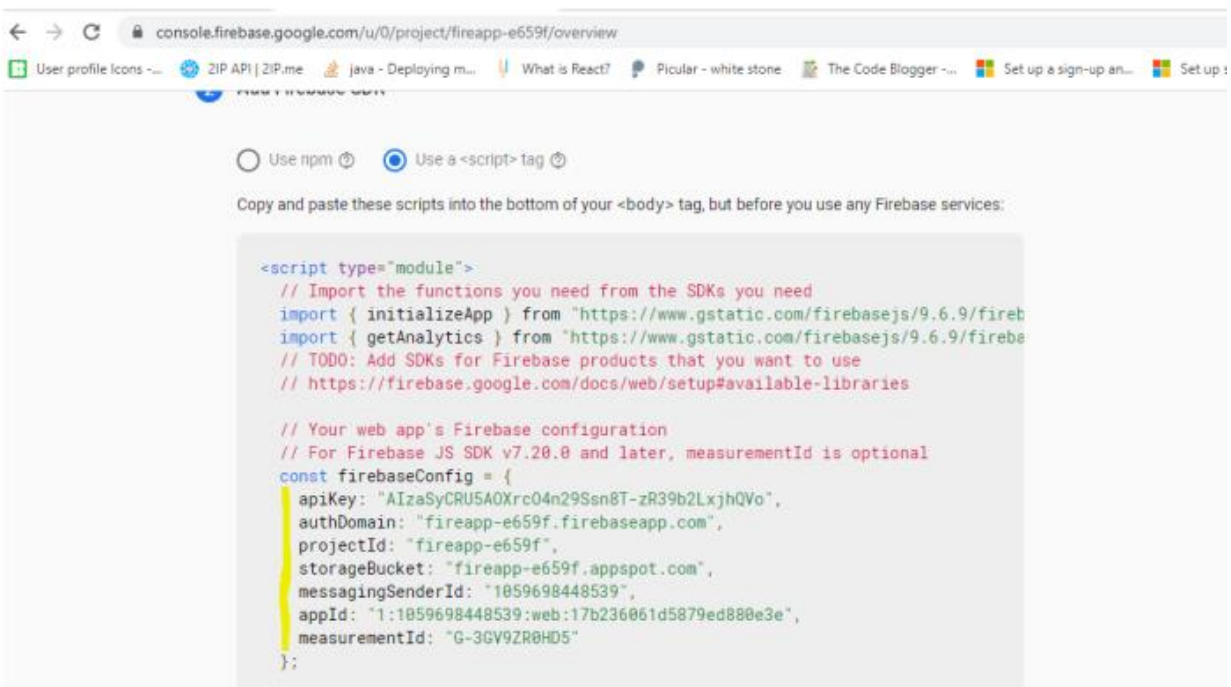 console.firebase.google.com/u/0/project/fireapp-e659f/overview
User profile Icons -... ZIP API | ZIP.me java - Deploying m... What is React? Picular - white stone The Code Blogger -... Set up a sign-up an... Set up s
2 Add Firebase SDK
Use npm Use a <script> tag
Copy and paste these scripts into the bottom of your <body> tag, but before you use any Firebase services:
<script type="module">
// Import the functions you need from the SDKs you need
import { initializeApp } from "https://www.gstatic.com/firebasejs/9.6.9/fireb
import { getAnalytics } from "https://www.gstatic.com/firebasejs/9.6.9/fireba
// TODO: Add SDKs for Firebase products that you want to use
// https://firebase.google.com/docs/web/setup#available-libraries
// Your web app's Firebase configuration
// For Firebase JS SDK v7.20.0 and later, measurementId is optional
const firebaseConfig = {
apiKey: "AIzaSyCRU5AOXrcO4n29Ssn8T-zR39b2LxjhQVo",
authDomain: "fireapp-e659f.firebaseapp.com",
projectId: "fireapp-e659f",
storageBucket: "fireapp-e659f.appspot.com",
messagingSenderId: "1059698448539",
appId: "1:1059698448539:web:17b236061d5879ed880e3e",
measurementId: "G-3GV9ZR0HD5"
};